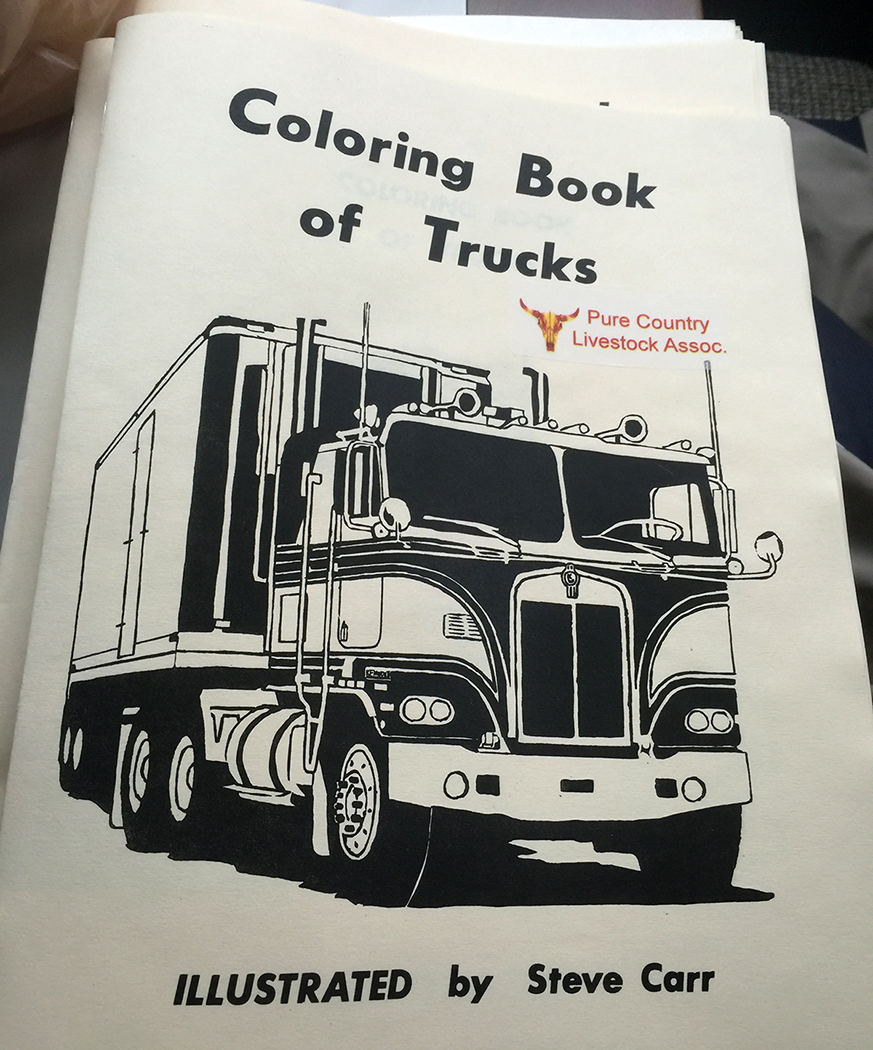 Coloring Book
of Trucks
Pure Country
Livestock Assoc.
ILLUSTRATED by Steve Carr